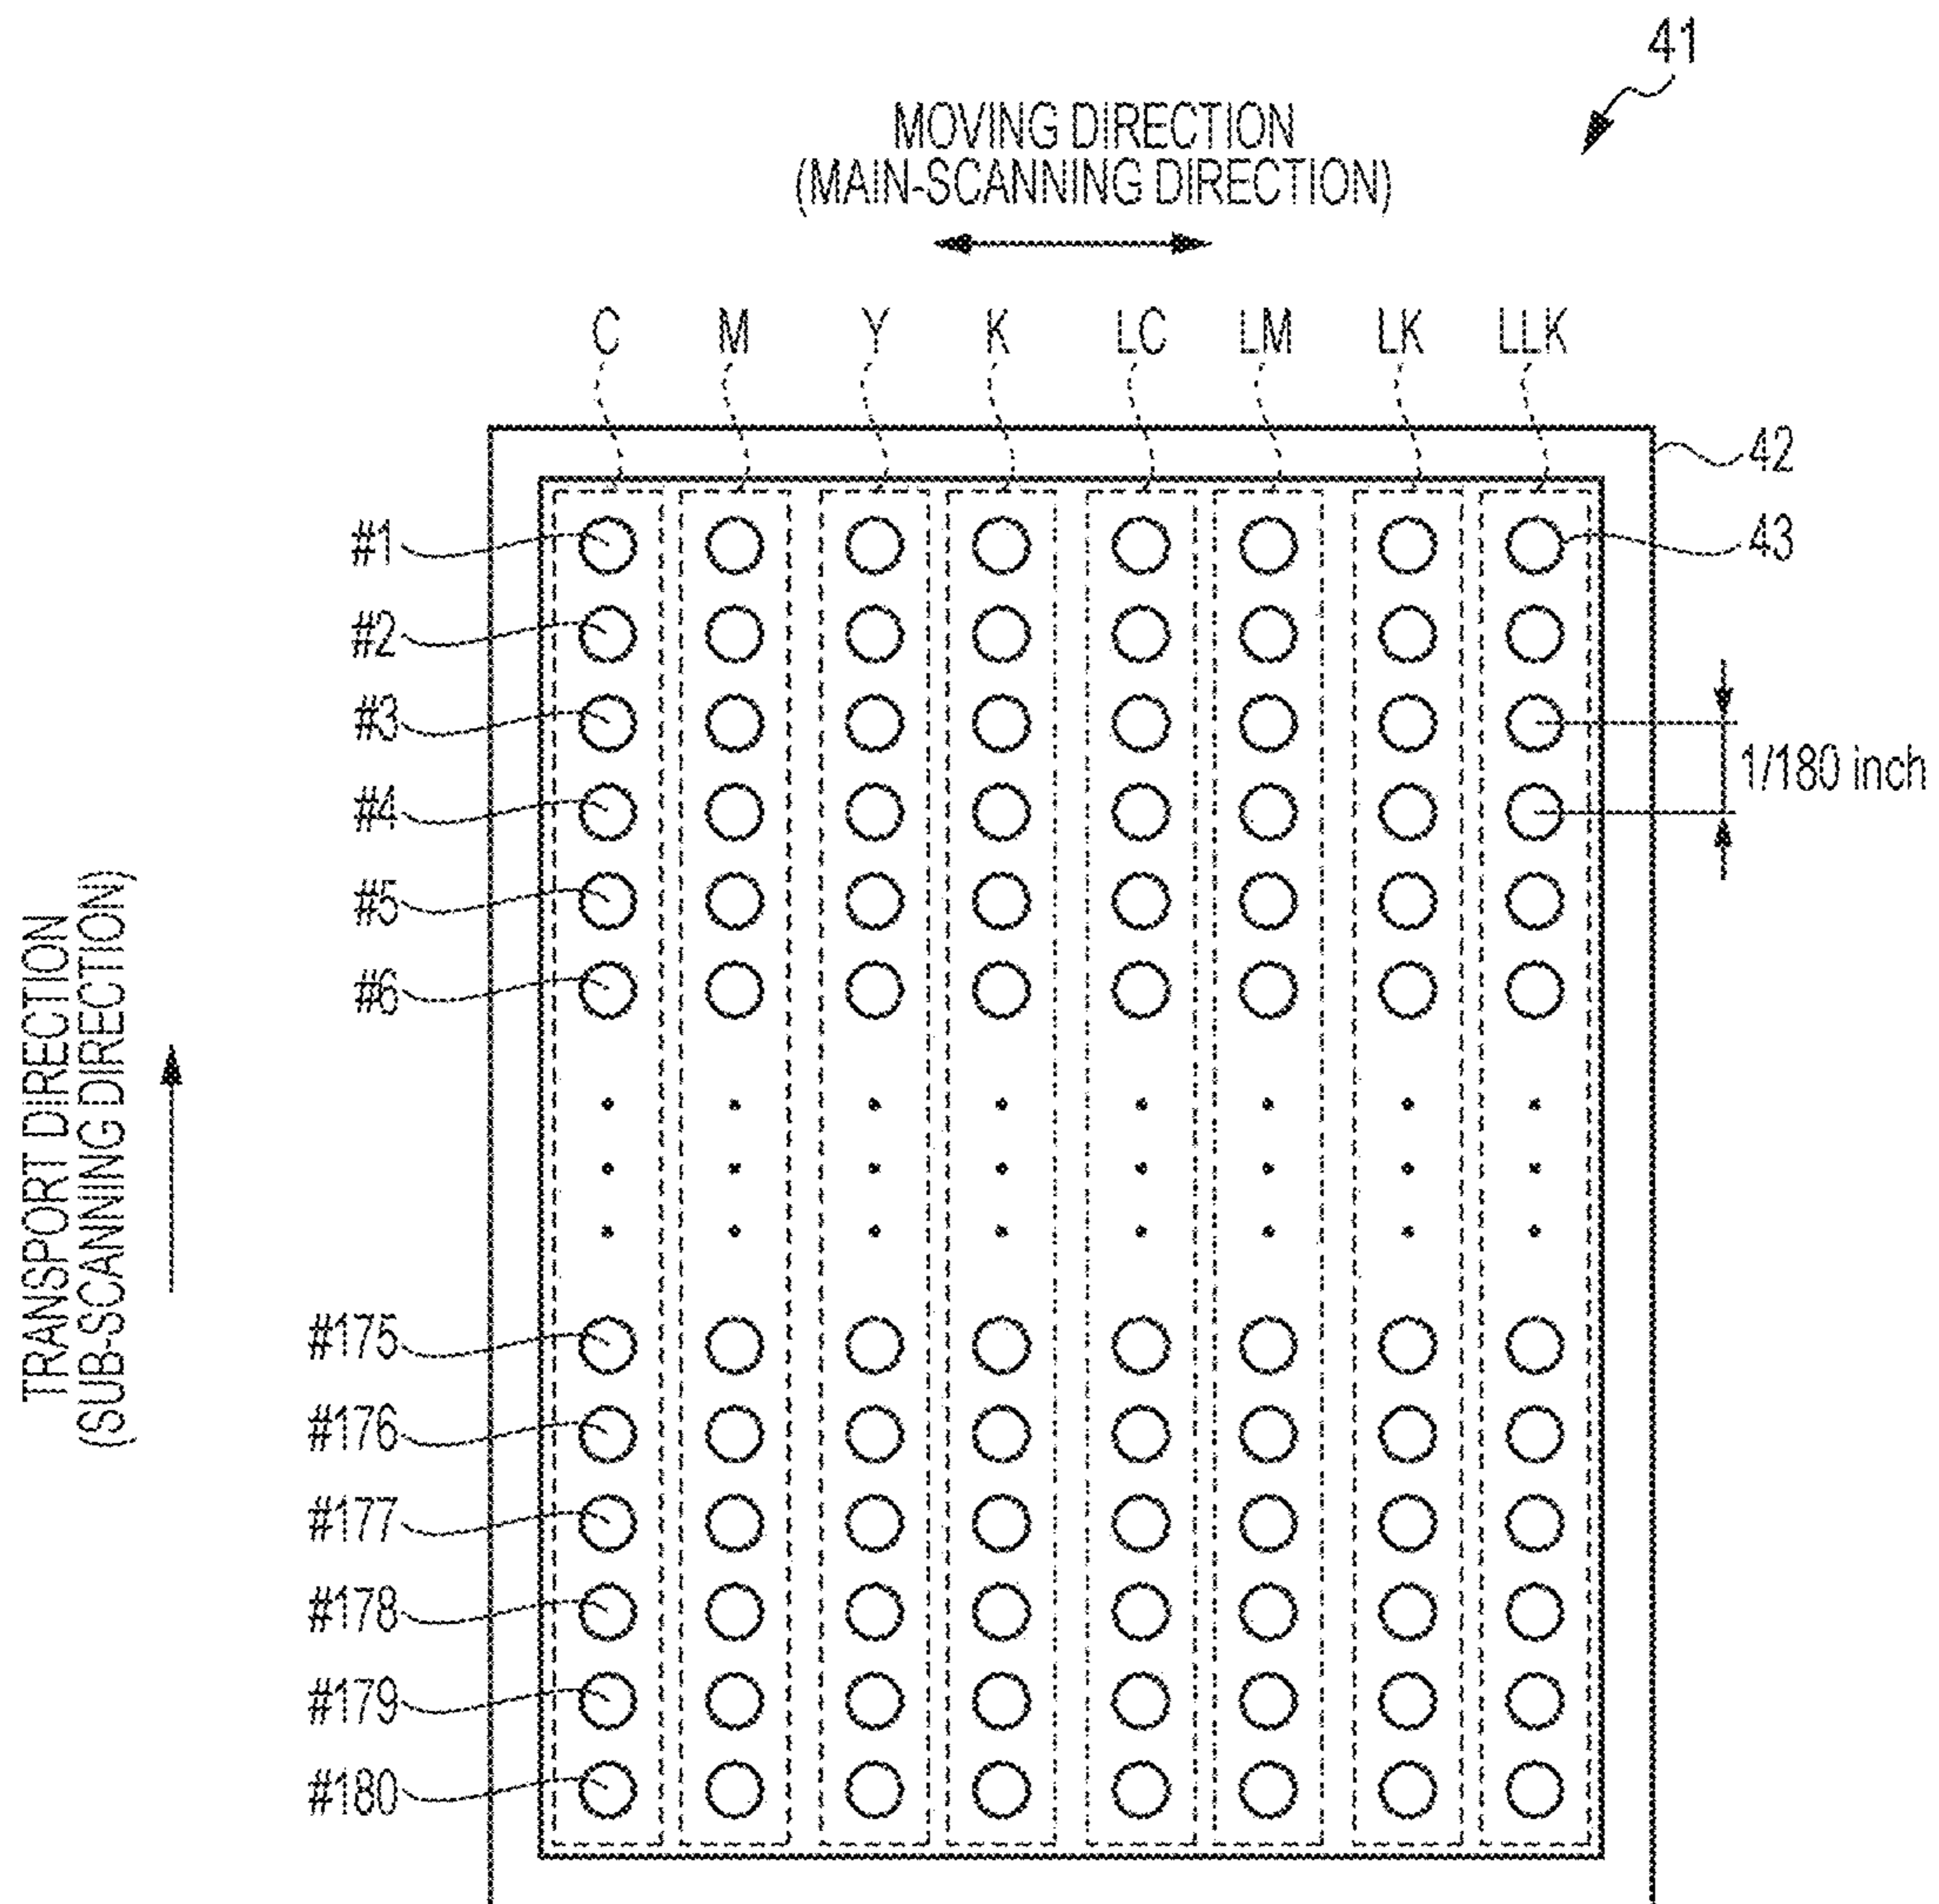 41
MOVING DIRECTION
(MAIN-SCANNING DIRECTION)
C M Y K LC LM LK LLK
42
#1
43
#2
#3
1/180 inch
#4
#5
#6
TRANSPORT DIRECTION
(SUB-SCANNING DIRECTION)
#175
#176
#177
#178
#179
#180